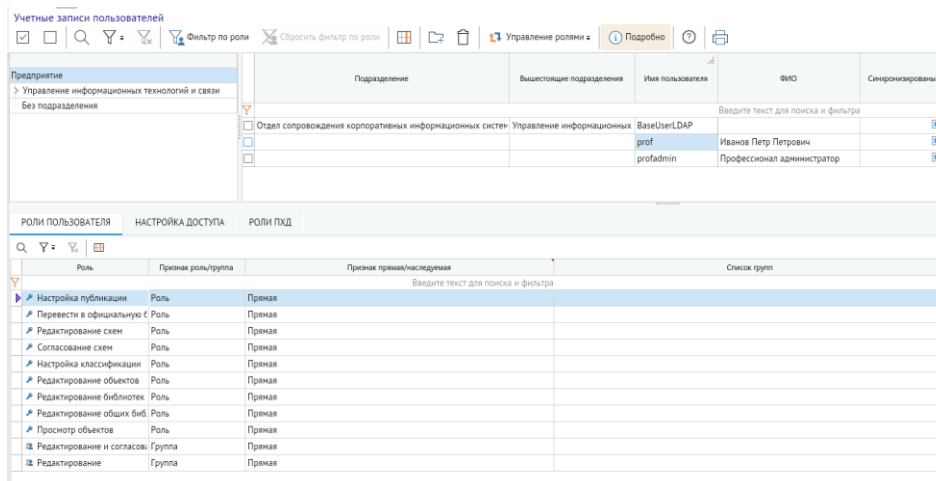 Учетные записи пользователей
Фильтр по роли Сбросить фильтр по роли Управление ролями Подробно
Предприятие
Управление информационных технологий и связи
Без подразделения
Подразделение Вышестоящие подразделения Имя пользователя ФИО Синхронизированы
Введите текст для поиска и фильтра
Отдел сопровождения корпоративных информационных систем Управление информационных BaseUserLDAP
prof Иванов Петр Петрович
profadmin Профессионал администратор
РОЛИ ПОЛЬЗОВАТЕЛЯ НАСТРОЙКА ДОСТУПА РОЛИ ПХД
Роль Признак роль/группа Признак прямая/наследуемая Список групп
Введите текст для поиска и фильтра
Настройка публикации Роль Прямая
Перевести в официальную б Роль Прямая
Редактирование схем Роль Прямая
Согласование схем Роль Прямая
Настройка классификации Роль Прямая
Редактирование объектов Роль Прямая
Редактирование библиотек Роль Прямая
Редактирование общих биб. Роль Прямая
Просмотр объектов Роль Прямая
Редактирование и согласов Группа Прямая
Редактирование Группа Прямая